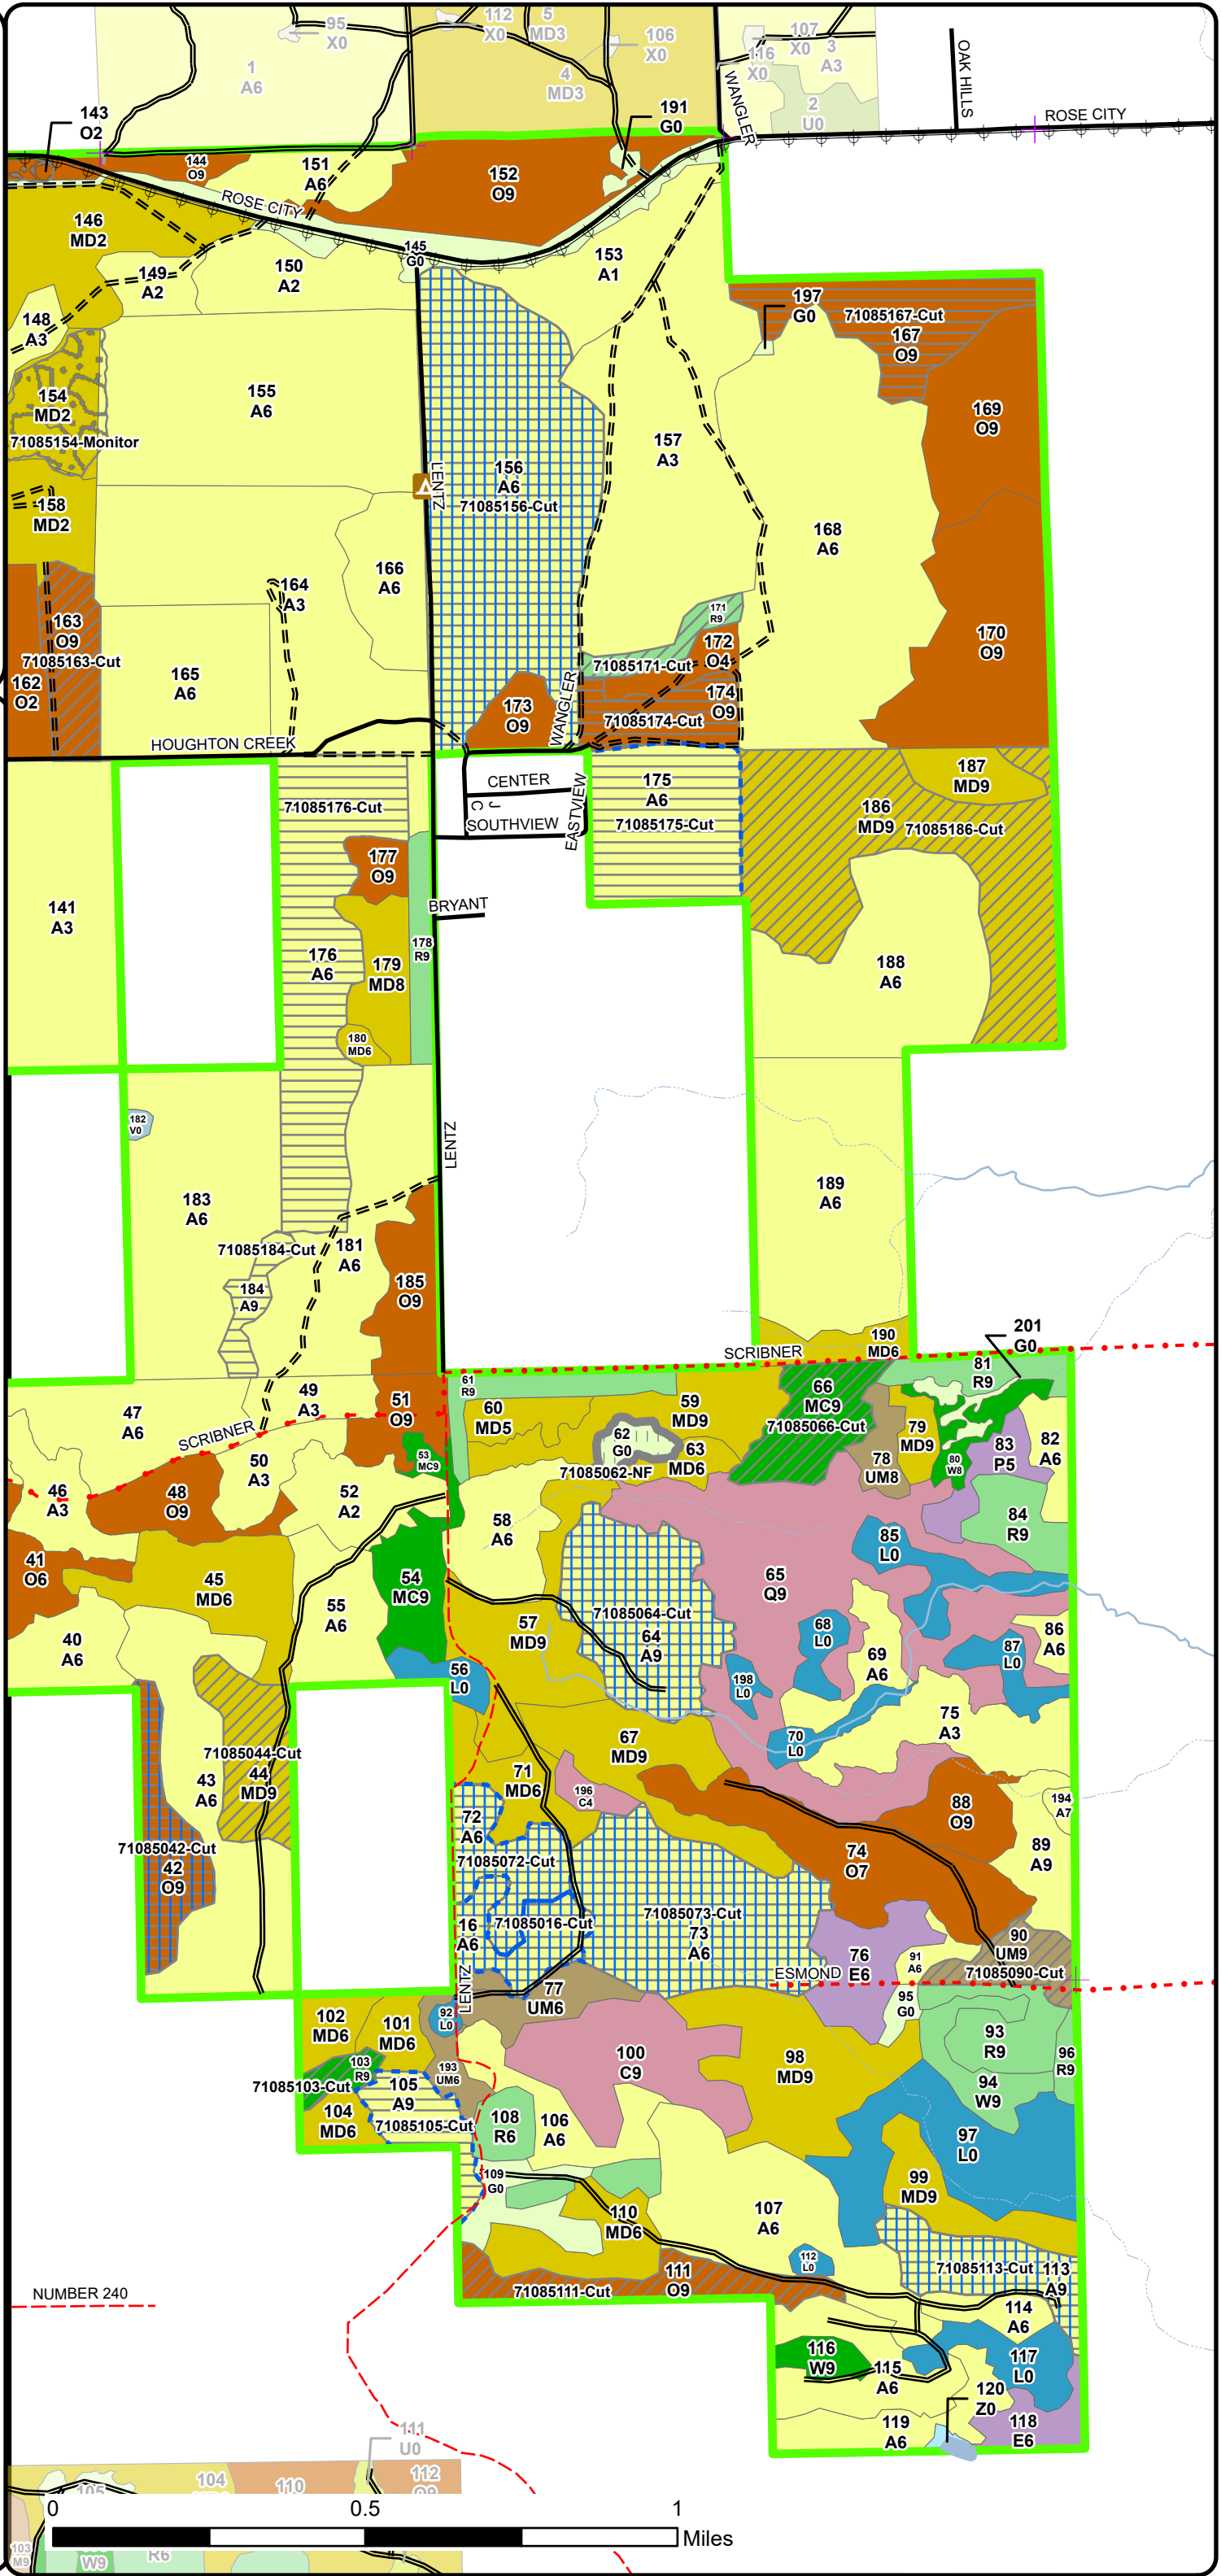 95
X0
112
X0
5
MD3
106
X0
107
X0
3
A3
116
X0
1
A6
4
MD3
2
U0
OAK HILLS
WANGLER
ROSE CITY
143
O2
191
G0
144
O9
151
A6
152
O9
ROSE CITY
146
MD2
145
G0
153
A1
149
A2
150
A2
148
A3
197
G0
71085167-Cut
167
O9
154
MD2
71085154-Monitor
155
A6
169
O9
157
A3
LENTZ
156
A6
71085156-Cut
158
MD2
168
A6
166
A6
164
A3
163
O9
71085163-Cut
162
O2
165
A6
171
R9
71085171-Cut
172
O4
170
O9
173
O9
WANGLER
174
O9
71085174-Cut
HOUGHTON CREEK
CENTER
J C
SOUTHVIEW
EASTVIEW
175
A6
71085175-Cut
187
MD9
186
MD9
71085186-Cut
71085176-Cut
177
O9
141
A3
BRYANT
178
R9
176
A6
179
MD8
188
A6
180
MD6
182
V0
LENTZ
183
A6
189
A6
71085184-Cut
181
A6
184
A9
185
O9
190
MD6
SCRIBNER
201
G0
61
R9
81
R9
49
A3
51
O9
47
A6
SCRIBNER
60
MD5
59
MD9
66
MC9
71085066-Cut
62
G0
63
MD6
71085062-NF
79
MD9
78
UM8
80
W8
83
P5
82
A6
53
MC9
50
A3
46
A3
48
O9
52
A2
58
A6
84
R9
85
L0
41
O6
45
MD6
54
MC9
65
Q9
55
A6
71085064-Cut
64
A9
57
MD9
68
L0
69
A6
86
A6
87
L0
40
A6
56
L0
198
L0
75
A3
70
L0
67
MD9
71085044-Cut
44
MD9
43
A6
71
MD6
196
C4
88
O9
194
A7
72
A6
71085072-Cut
71085042-Cut
42
O9
74
O7
89
A9
16
A6
71085016-Cut
71085073-Cut
73
A6
76
E6
91
A6
90
UM9
71085090-Cut
ESMOND
77
UM6
LENTZ
95
G0
102
MD6
101
MD6
92
L0
93
R9
96
R9
100
C9
98
MD9
103
R9
71085103-Cut
193
UM6
105
A9
71085105-Cut
94
W9
104
MD6
108
R6
106
A6
97
L0
109
G0
99
MD9
110
MD6
107
A6
112
L0
71085113-Cut
113
A9
71085111-Cut
111
O9
NUMBER 240
114
A6
116
W9
115
A6
117
L0
120
Z0
119
A6
118
E6
111
U0
104
110
112
O9
105
103
M9
W9
R6
0 0.5 1
Miles